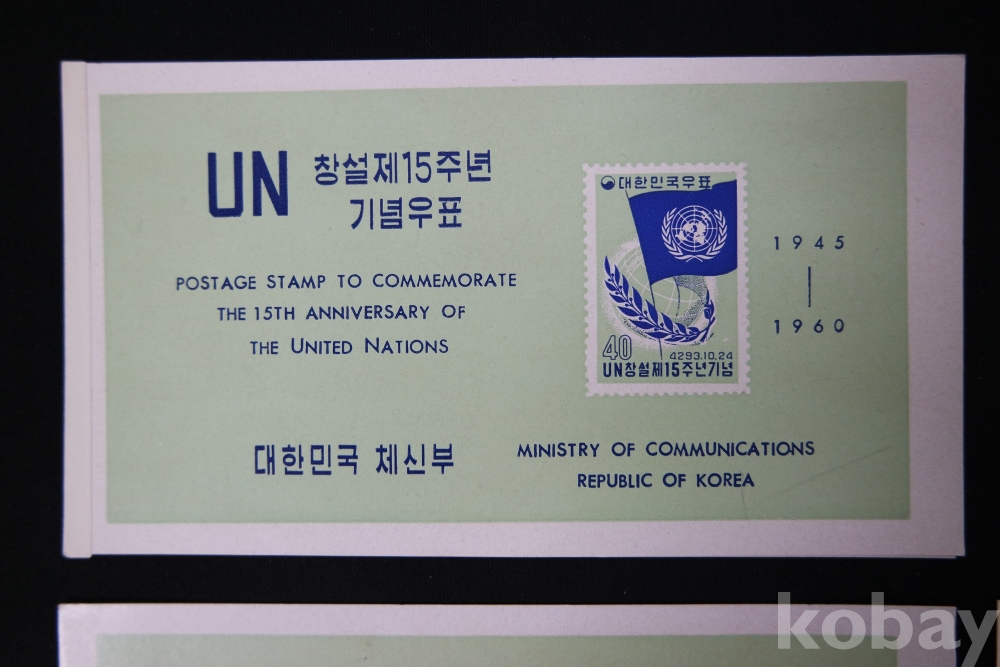 UN 창설제15주년
기념우표
POSTAGE STAMP TO COMMEMORATE
THE 15TH ANNIVERSARY OF
THE UNITED NATIONS
대한민국우표
40
4293.10.24
UN창설제15주년기념
1945
1960
대한민국 체신부
MINISTRY OF COMMUNICATIONS
REPUBLIC OF KOREA
kobay